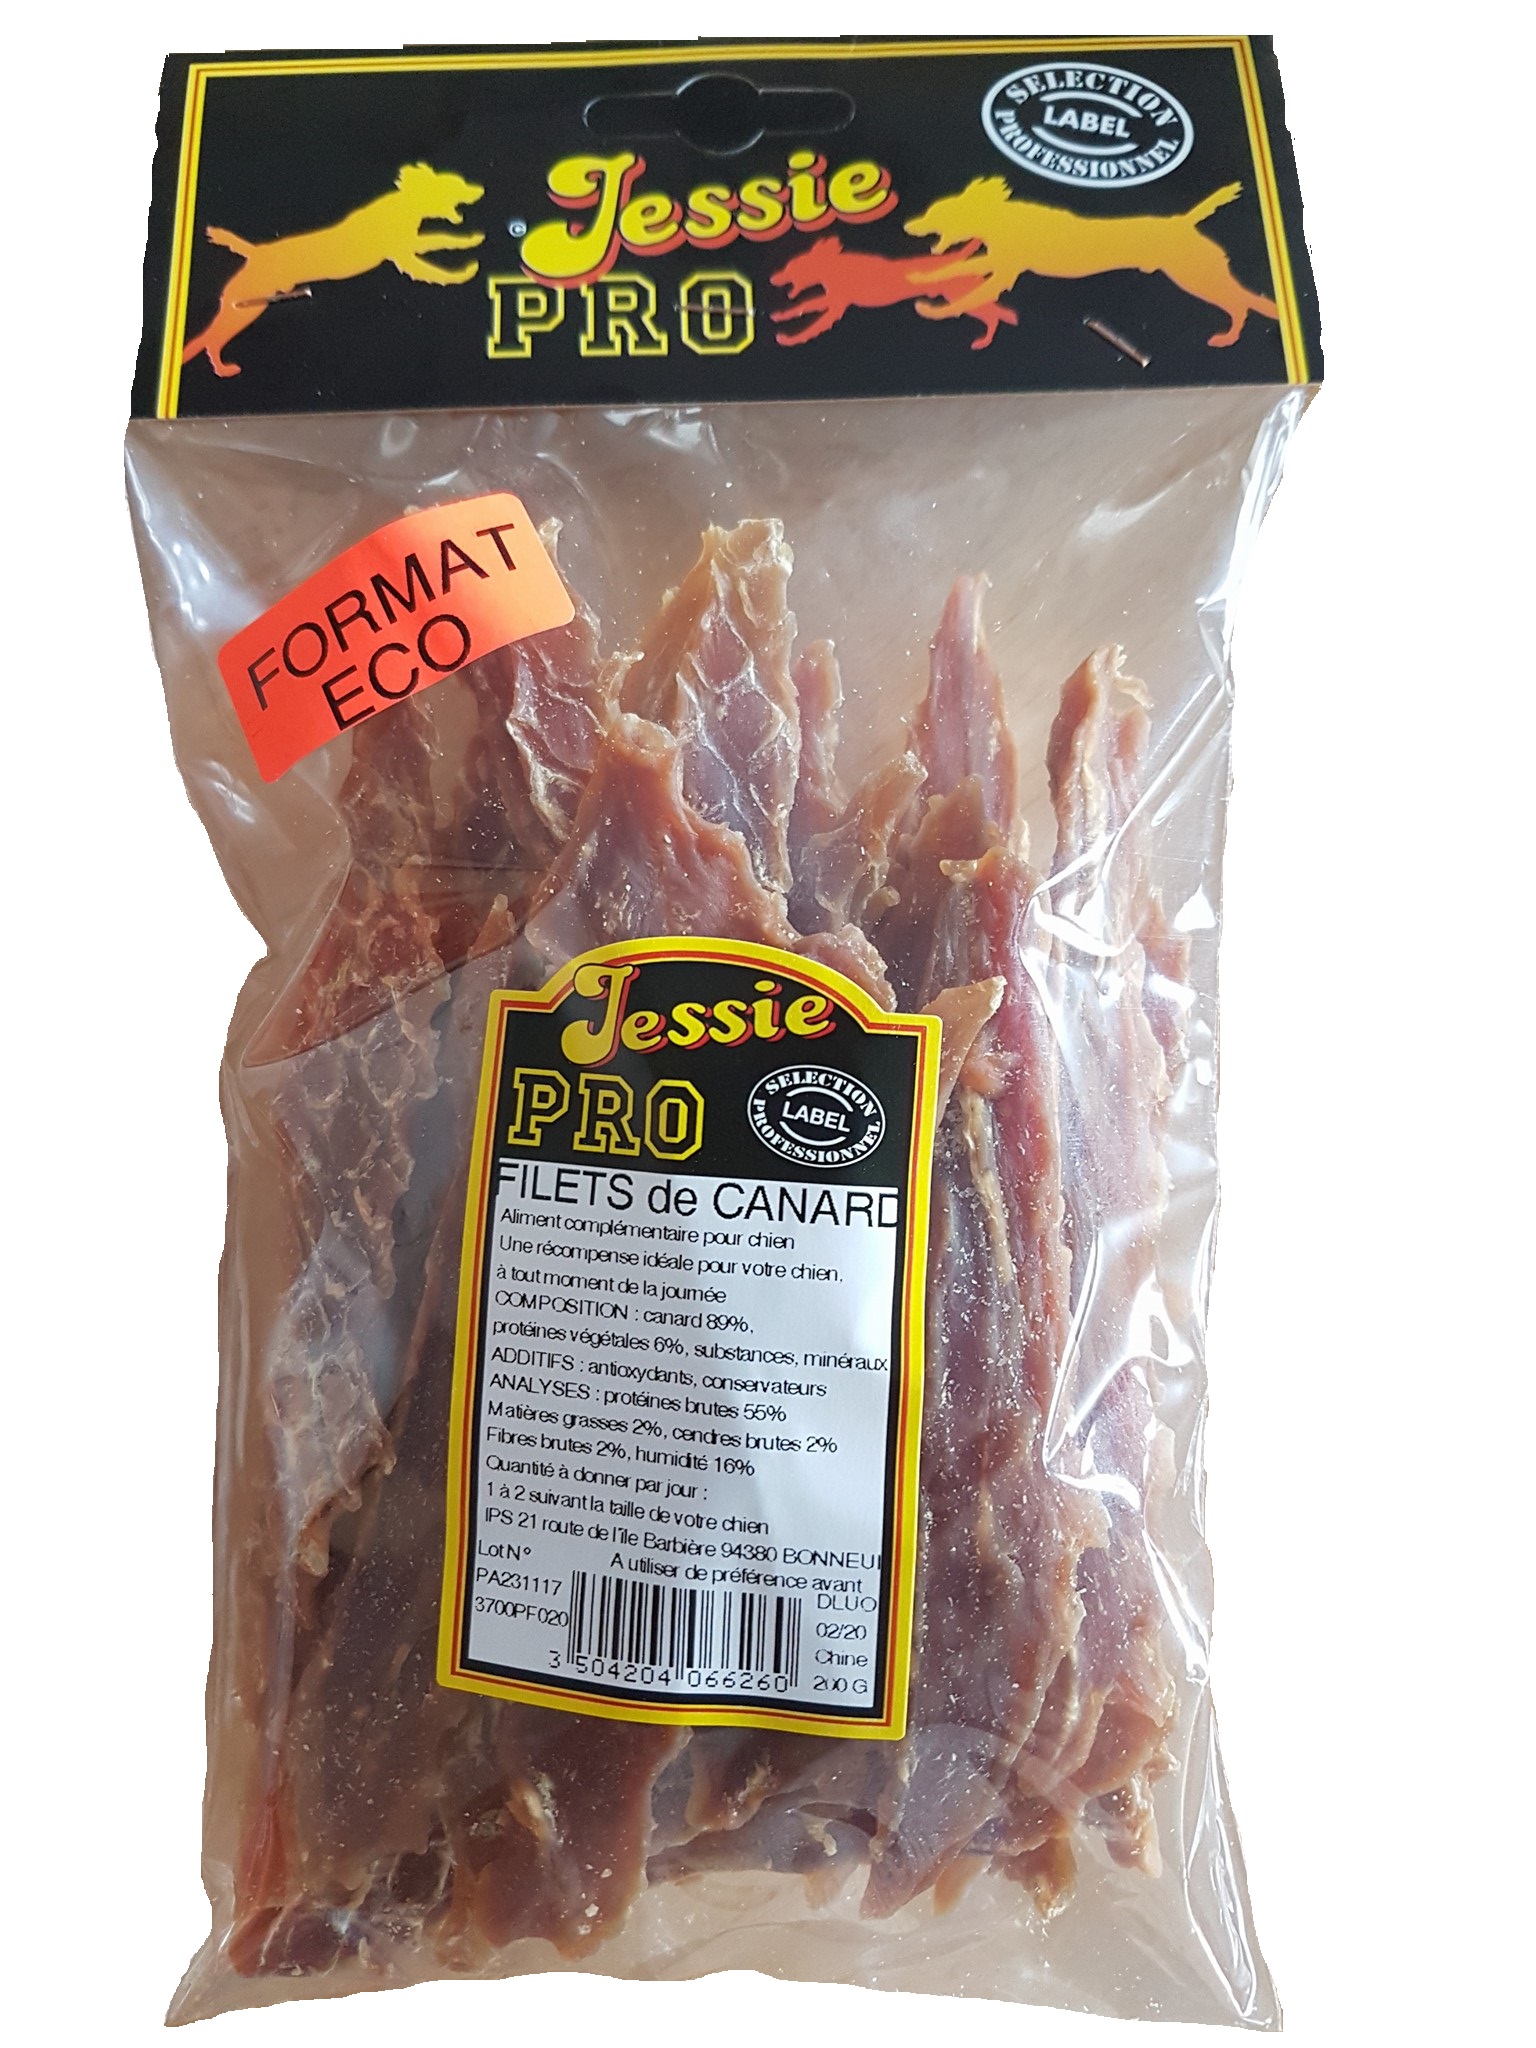 SELECTION
LABEL
PROFESSIONNEL
© Jessie
PRO
FORMAT
ECO
Jessie
PRO
SELECTION
LABEL
PROFESSIONNEL
FILETS de CANARD
Aliment complémentaire pour chien
Une récompense idéale pour votre chien,
à tout moment de la journée
COMPOSITION : canard 89%,
protéines végétales 6%, substances, minéraux
ADDITIFS : antioxydants, conservateurs
ANALYSES : protéines brutes 55%
Matières grasses 2%, cendres brutes 2%
Fibres brutes 2%, humidité 16%
Quantité à donner par jour :
1 à 2 suivant la taille de votre chien
IPS 21 route de l'île Barbière 94380 BONNEUI
Lot N° A utiliser de préférence avant
PA231117 DLUO
3700PF020 02/20
Chine
3 504204 066260 200 G